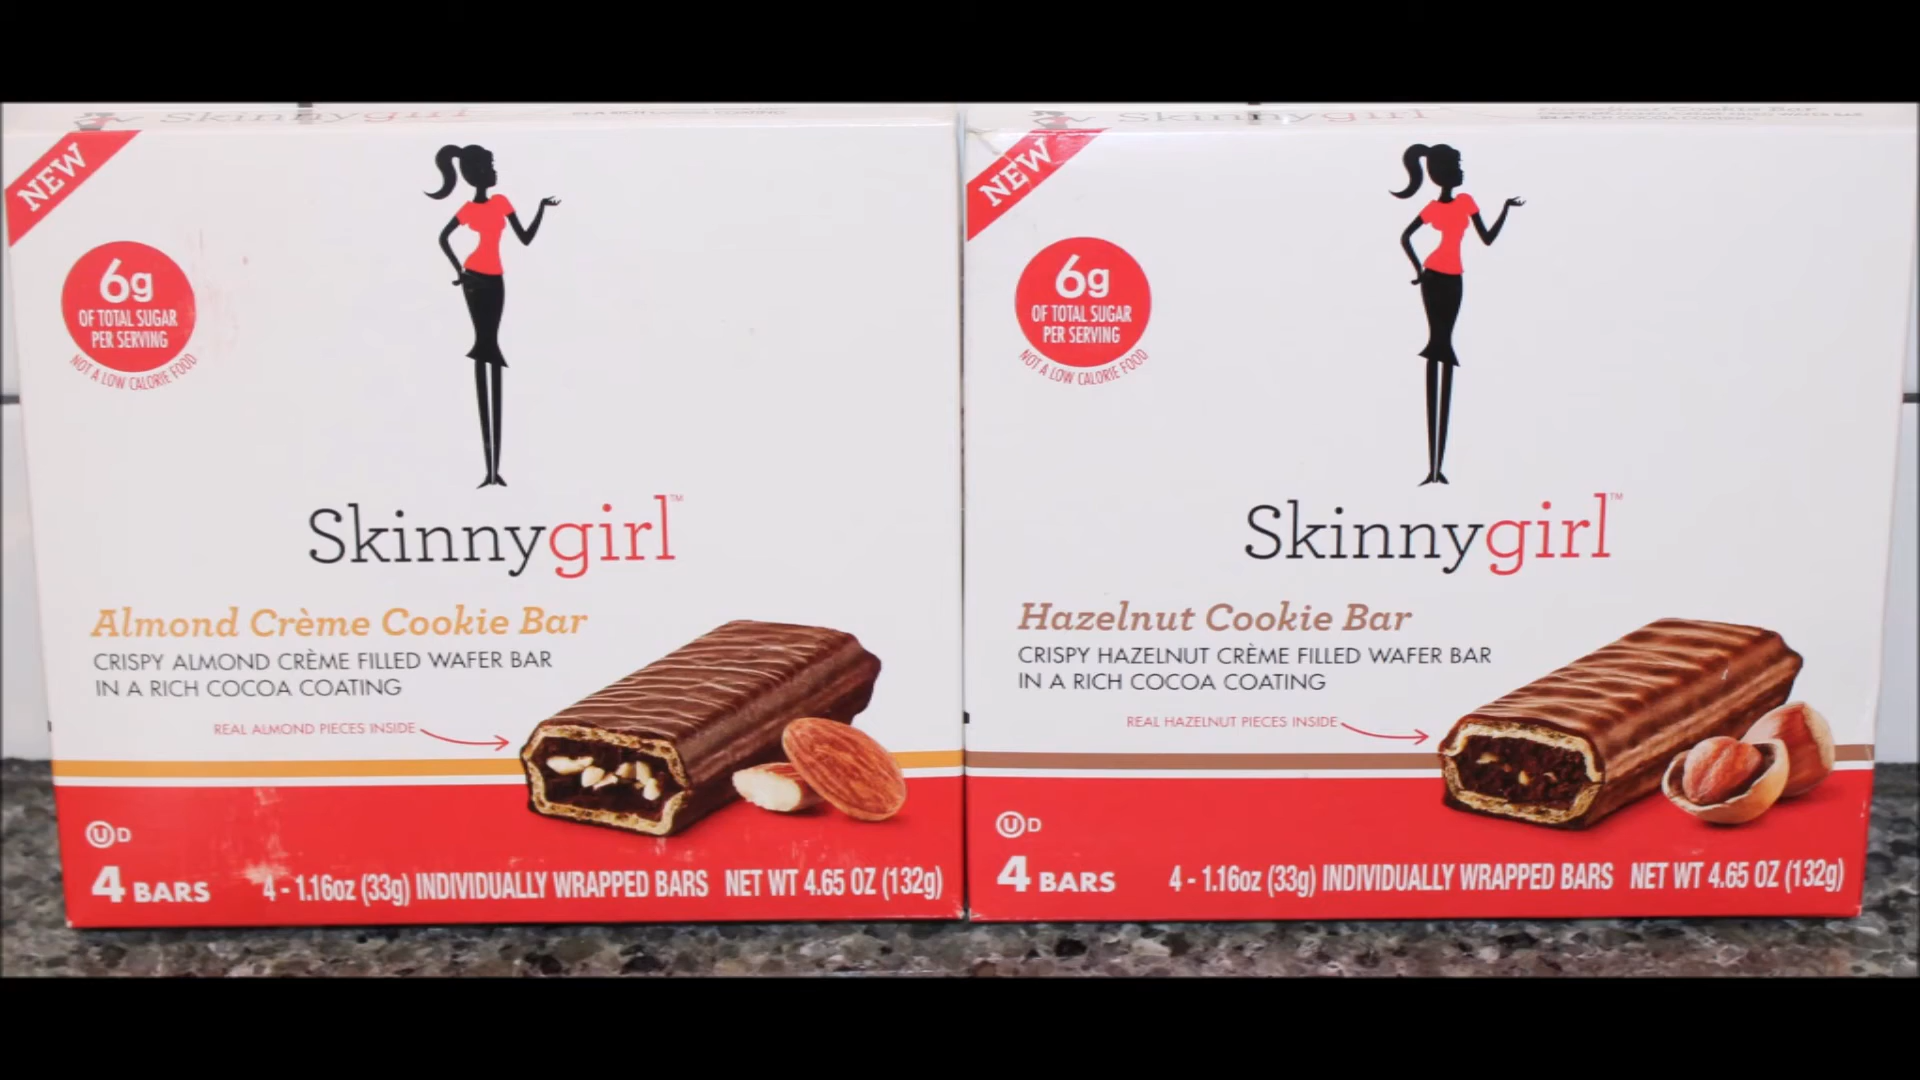 Skinnygirl
NEW
6g
OF TOTAL SUGAR
PER SERVING
NOT A LOW CALORIE FOOD
Skinnygirl™
Almond Crème Cookie Bar
CRISPY ALMOND CRÈME FILLED WAFER BAR
IN A RICH COCOA COATING
REAL ALMOND PIECES INSIDE
U D
4 BARS
4 - 1.16oz (33g) INDIVIDUALLY WRAPPED BARS NET WT 4.65 OZ (132g)
Skinnygirl
NEW
6g
OF TOTAL SUGAR
PER SERVING
NOT A LOW CALORIE FOOD
Skinnygirl™
Hazelnut Cookie Bar
CRISPY HAZELNUT CRÈME FILLED WAFER BAR
IN A RICH COCOA COATING
REAL HAZELNUT PIECES INSIDE
U D
4 BARS
4 - 1.16oz (33g) INDIVIDUALLY WRAPPED BARS NET WT 4.65 OZ (132g)